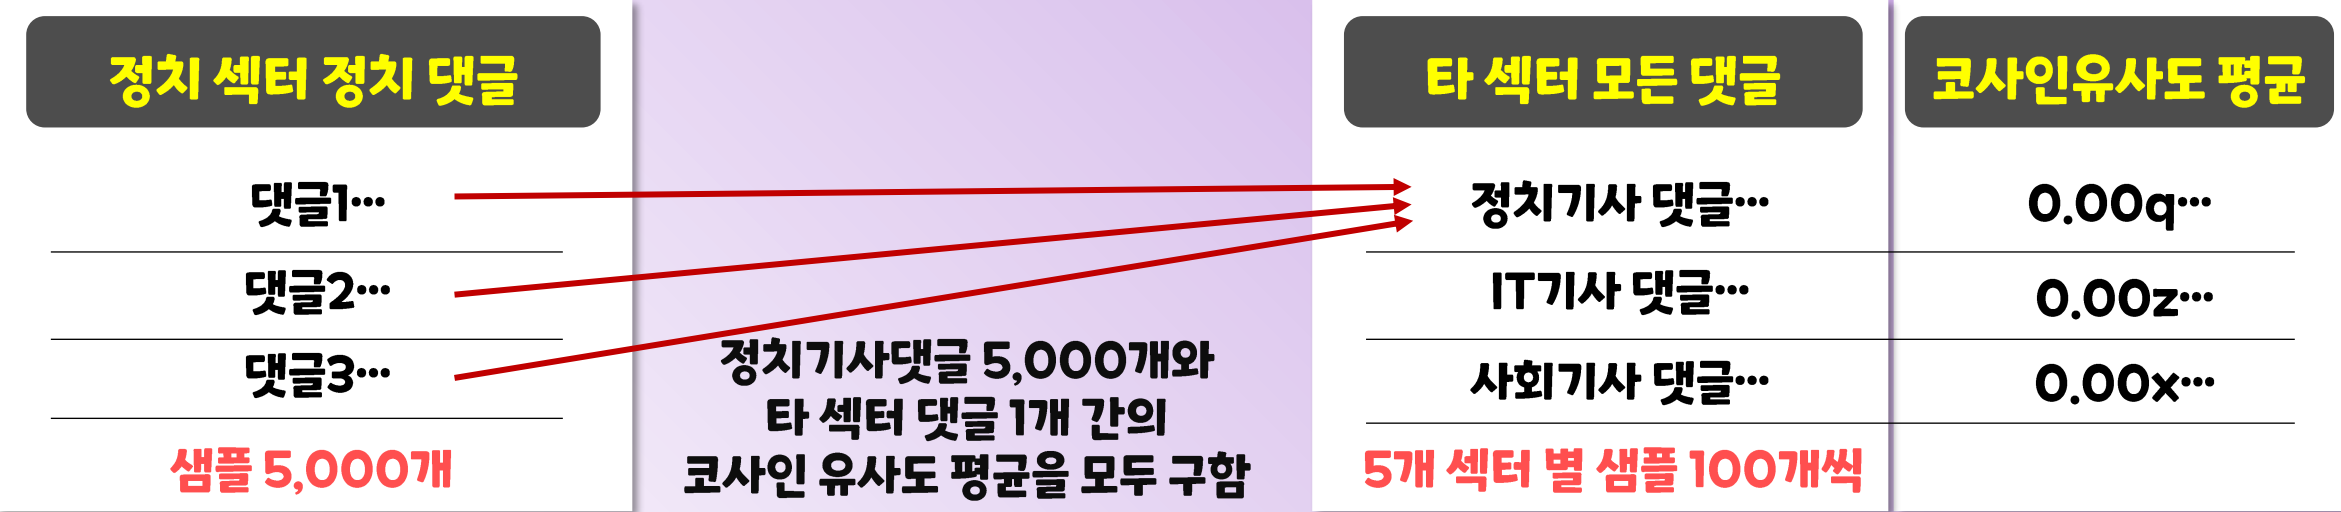 정치 섹터 정치 댓글
댓글1…
댓글2…
댓글3…
샘플 5,000개
정치기사댓글 5,000개와
타 섹터 댓글 1개 간의
코사인 유사도 평균을 모두 구함
타 섹터 모든 댓글
정치기사 댓글…
IT기사 댓글…
사회기사 댓글…
5개 섹터 별 샘플 100개씩
코사인유사도 평균
0.00q…
0.00z…
0.00x…